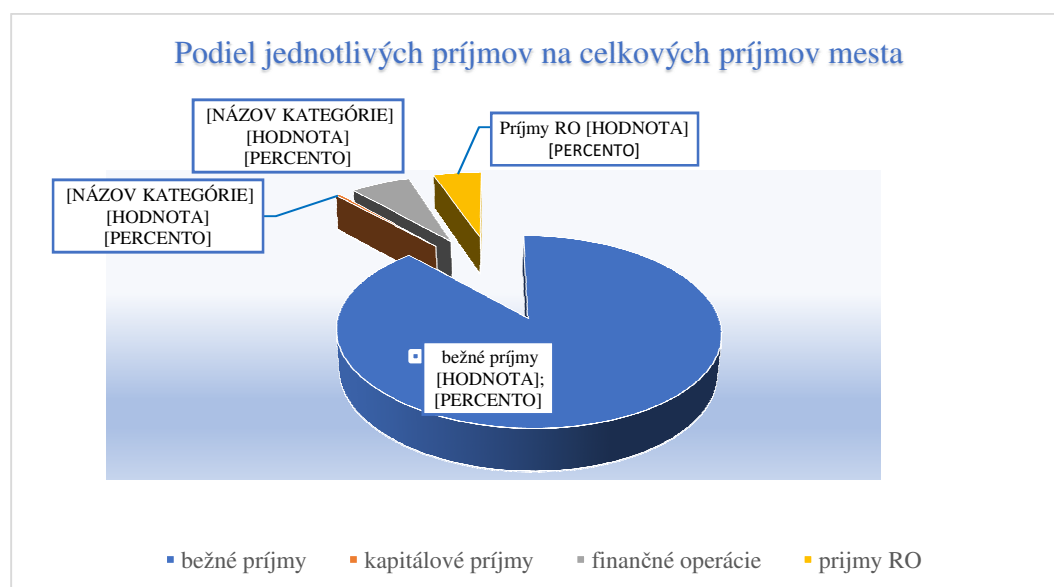 Podiel jednotlivých príjmov na celkových príjmov mesta
[NÁZOV KATEGÓRIE]
[HODNOTA]
[PERCENTO]
Príjmy RO [HODNOTA]
[PERCENTO]
[NÁZOV KATEGÓRIE]
[HODNOTA]
[PERCENTO]
bežné príjmy
[HODNOTA];
[PERCENTO]
bežné príjmy kapitálové príjmy finančné operácie prijmy RO